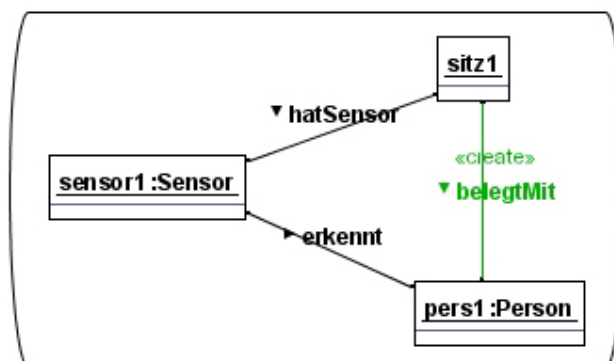 sitz1
▼ hatSensor
«create»
sensor1 :Sensor
▼ belegtMit
► erkennt
pers1 :Person